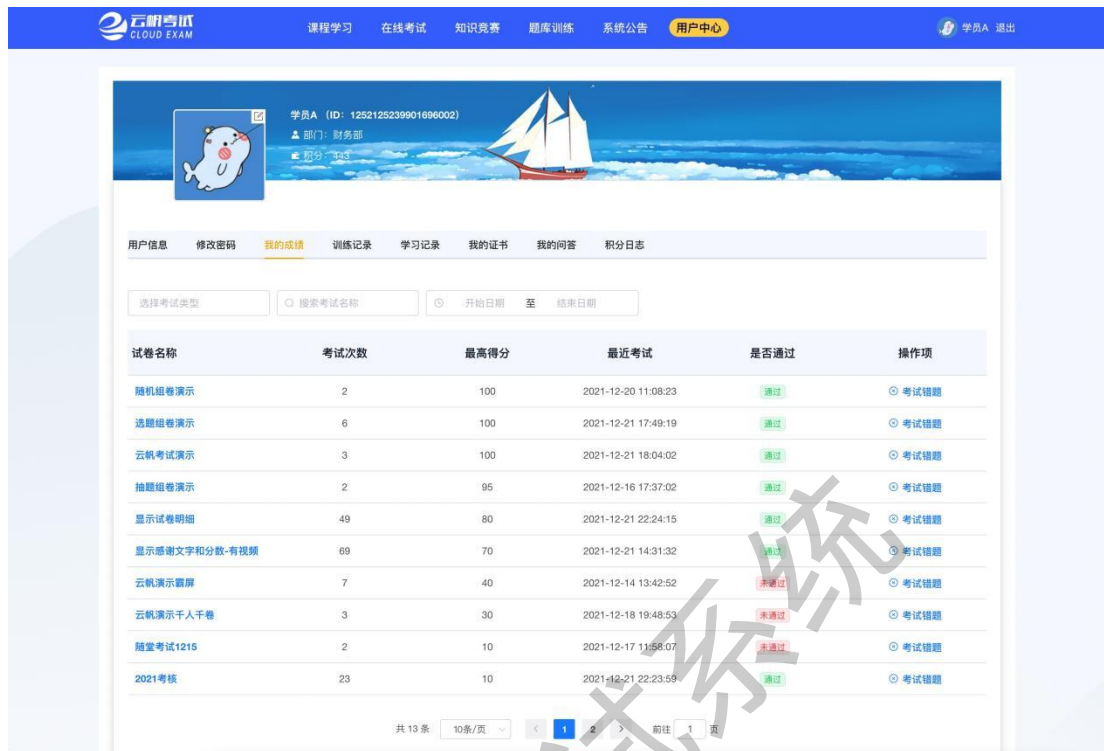 云帆考试
CLOUD EXAM
课程学习 在线考试 知识竞赛 题库训练 系统公告 用户中心 学员A 退出
学员A (ID: 1252125239901696002)
部门: 财务部
积分: 443
用户信息 修改密码 我的成绩 训练记录 学习记录 我的证书 我的问答 积分日志
选择考试类型 搜索考试名称 开始日期 至 结束日期
试卷名称 考试次数 最高得分 最近考试 是否通过 操作项
随机组卷演示 2 100 2021-12-20 11:08:23 通过 考试错题
选题组卷演示 6 100 2021-12-21 17:49:19 通过 考试错题
云帆考试演示 3 100 2021-12-21 18:04:02 通过 考试错题
抽题组卷演示 2 95 2021-12-16 17:37:02 通过 考试错题
显示试卷明细 49 80 2021-12-21 22:24:15 通过 考试错题
显示感谢文字和分数-有视频 69 70 2021-12-21 14:31:32 通过 考试错题
云帆演示霸屏 7 40 2021-12-14 13:42:52 未通过 考试错题
云帆演示千人千卷 3 30 2021-12-18 19:48:53 未通过 考试错题
随堂考试1215 2 10 2021-12-17 11:58:07 未通过 考试错题
2021考核 23 10 2021-12-21 22:23:59 通过 考试错题
共 13 条 10条/页 1 2 前往 1 页
试系统